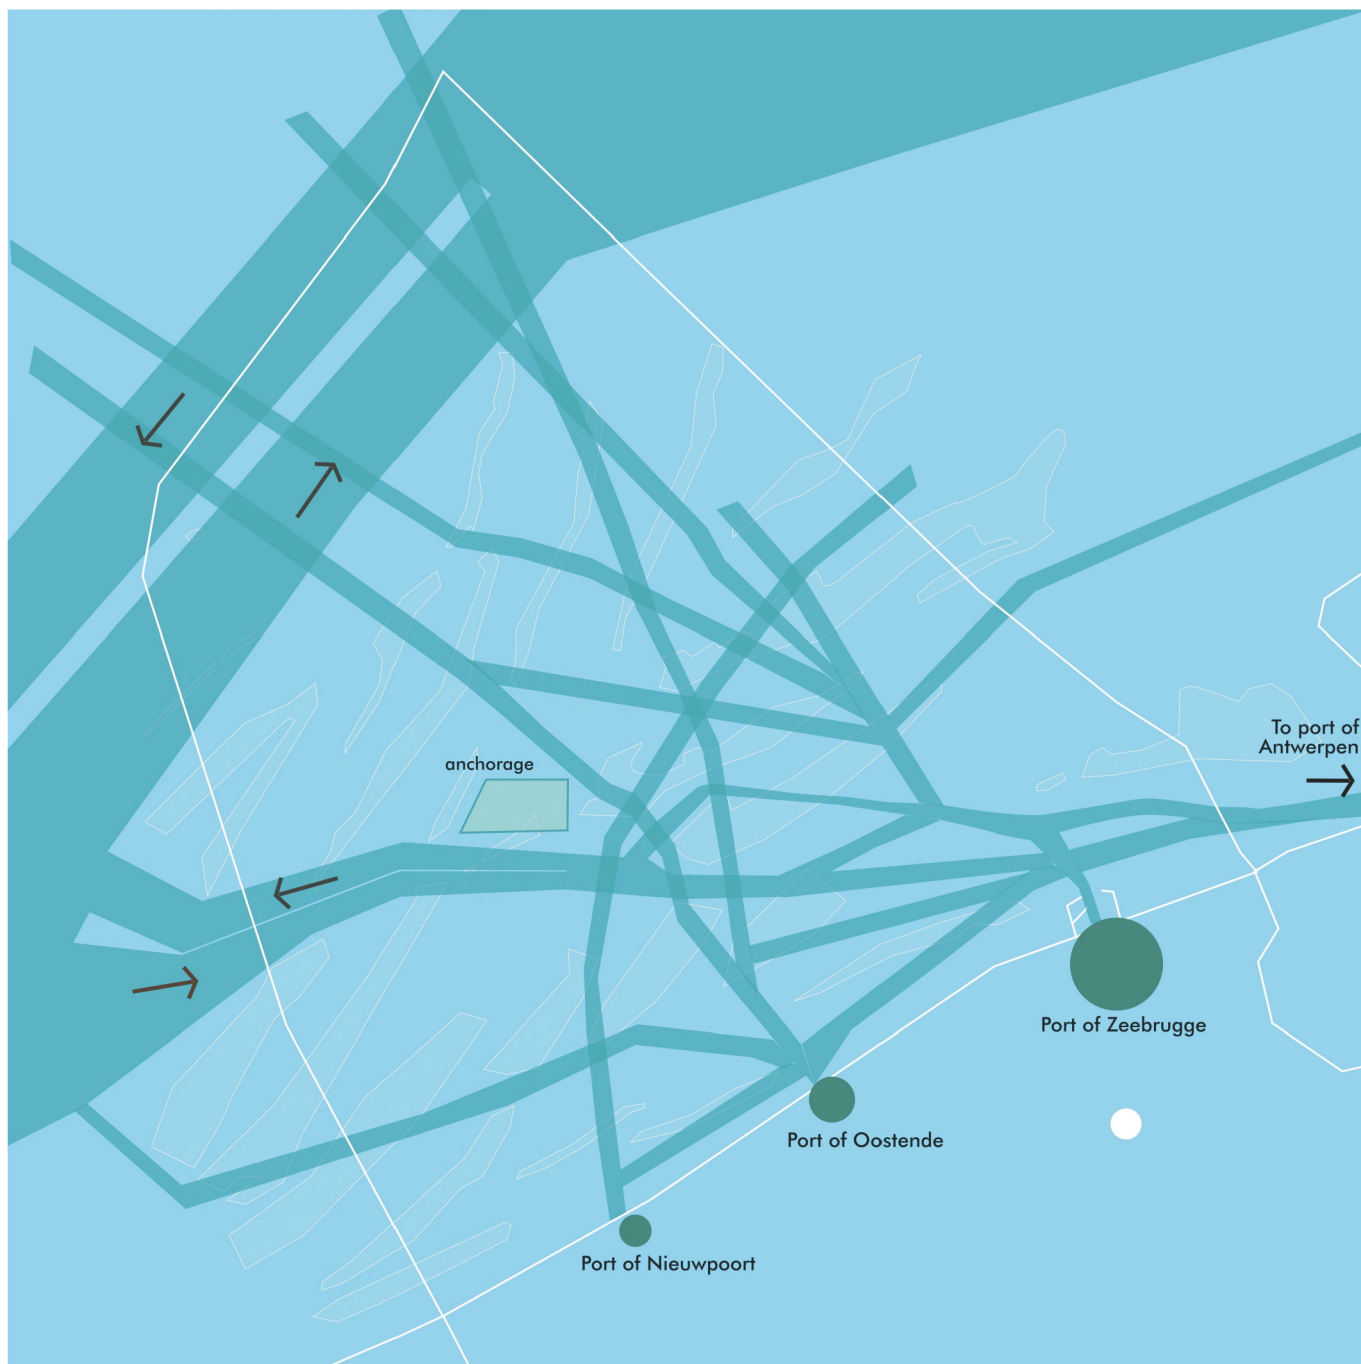 To port of
Antwerpen
anchorage
Port of Zeebrugge
Port of Oostende
Port of Nieuwpoort